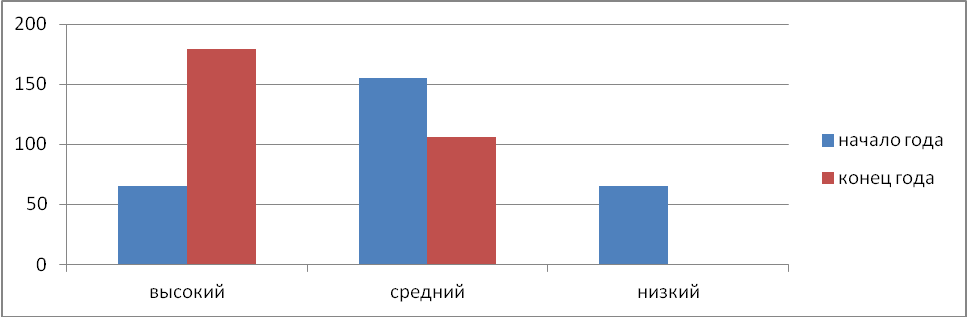 200
150
100
50
0
высокий
средний
низкий
начало года
конец года